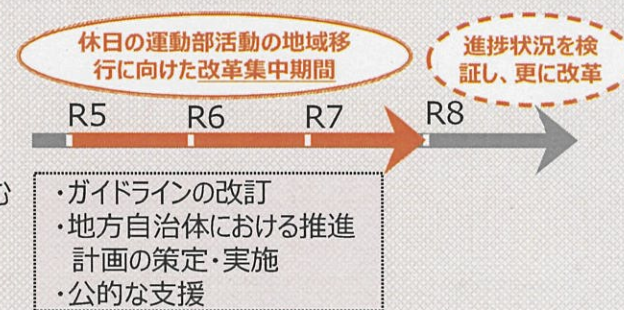 休日の運動部活動の地域移
行に向けた改革集中期間
進捗状況を検
証し、更に改革
R5 R6 R7 R8
む
・ガイドラインの改訂
・地方自治体における推進
計画の策定・実施
・公的な支援